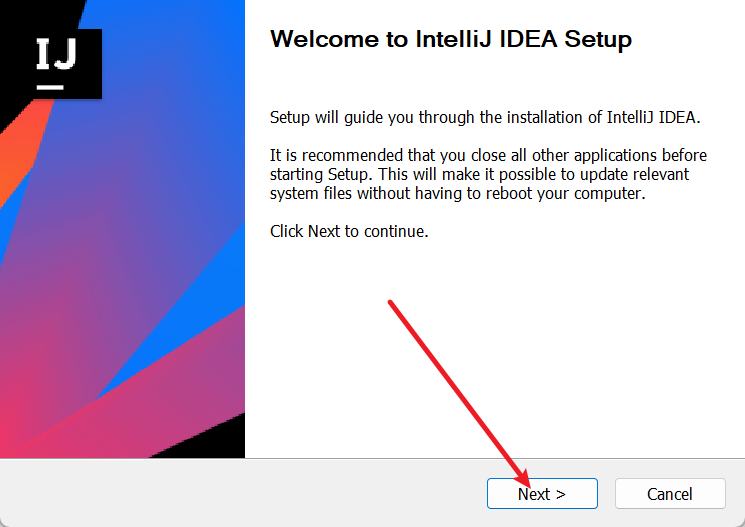 IJ
Welcome to IntelliJ IDEA Setup
Setup will guide you through the installation of IntelliJ IDEA.
It is recommended that you close all other applications before
starting Setup. This will make it possible to update relevant
system files without having to reboot your computer.
Click Next to continue.
Next >
Cancel